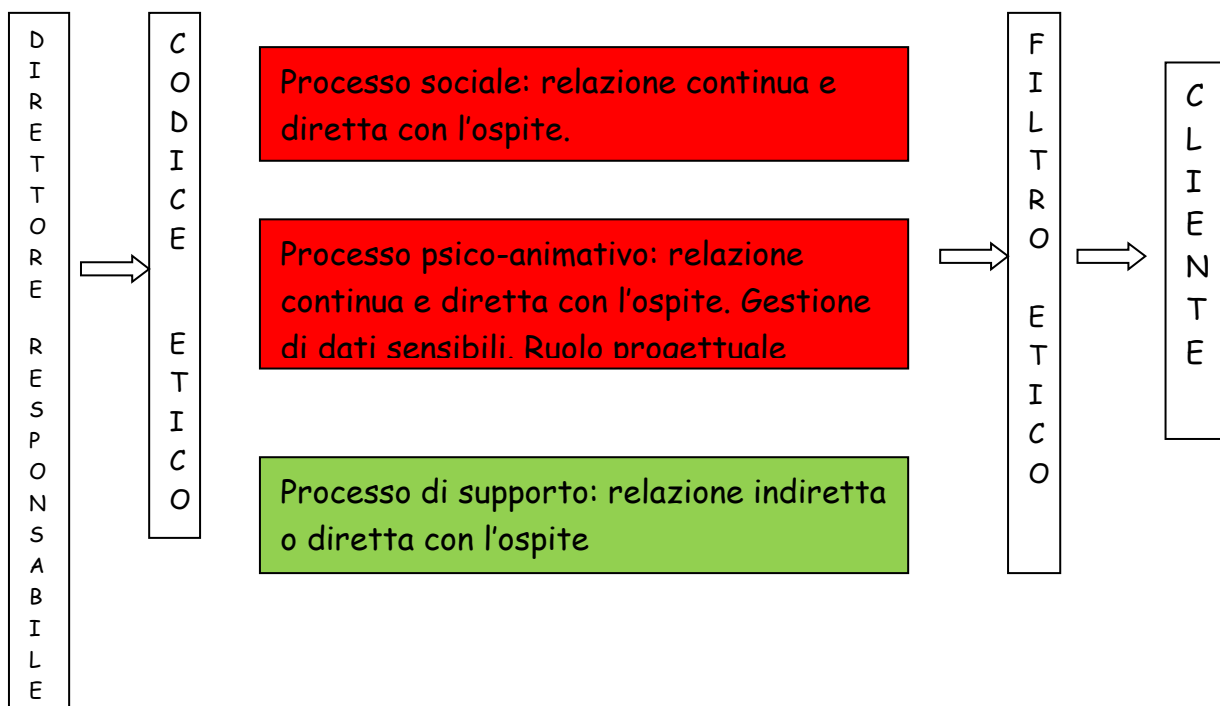 DIRETTORE RESPONSABILE
CODICE ETICO
Processo sociale: relazione continua e
diretta con l'ospite.
Processo psico-animativo: relazione
continua e diretta con l'ospite. Gestione
di dati sensibili. Ruolo progettuale
Processo di supporto: relazione indiretta
o diretta con l'ospite
FILTRO ETICO
CLIENTE